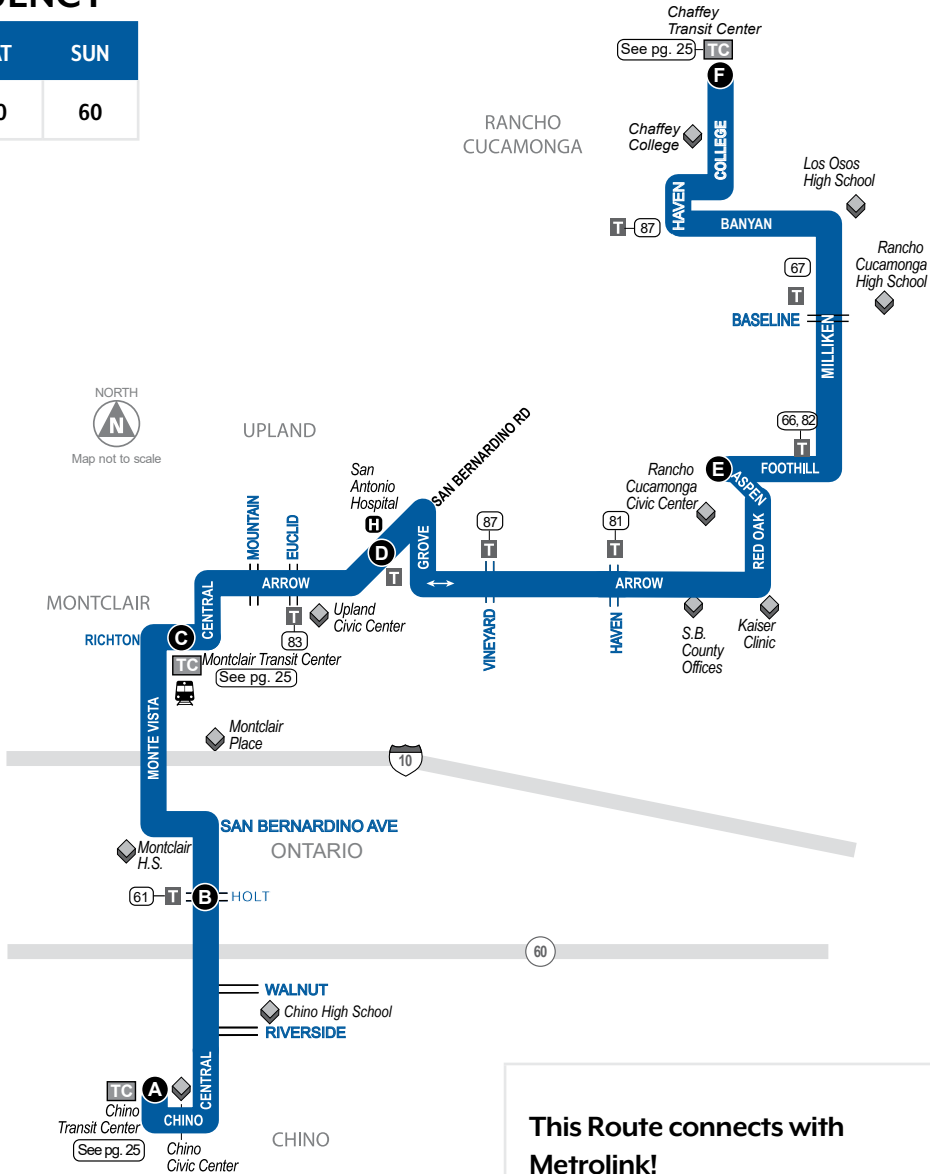 SUN
60
Chaffey
Transit Center
See pg. 25
TC
F
RANCHO
CUCAMONGA
Chaffey
College
COLLEGE
Los Osos
High School
HAVEN
T
87
BANYAN
67
T
Rancho
Cucamonga
High School
BASELINE
MILLIKEN
NORTH
N
Map not to scale
UPLAND
SAN BERNARDINO RD
66, 82
T
San
Antonio
Hospital
H
Rancho
Cucamonga
Civic Center
E
ASPEN
FOOTHILL
MOUNTAIN
EUCLID
D
T
GROVE
87
T
81
T
RED OAK
MONTCLAIR
CENTRAL
ARROW
ARROW
T
83
Upland
Civic Center
VINEYARD
HAVEN
S.B.
County
Offices
Kaiser
Clinic
RICHTON
C
TC
Montclair Transit Center
See pg. 25
MONTE VISTA
Montclair
Place
10
SAN BERNARDINO AVE
ONTARIO
Montclair
H.S.
61
T
B
HOLT
60
WALNUT
Chino High School
RIVERSIDE
CENTRAL
TC
A
Chino
Transit Center
See pg. 25
CHINO
Chino
Civic Center
CHINO
This Route connects with
Metrolink!